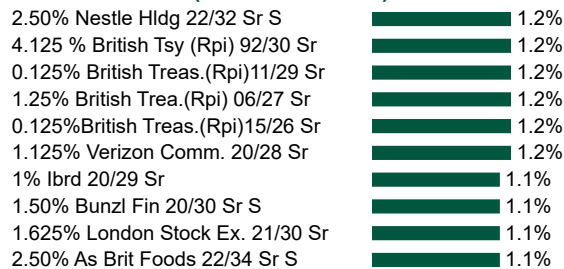 2.50% Nestle Hldg 22/32 Sr S 1.2%
4.125 % British Tsy (Rpi) 92/30 Sr 1.2%
0.125% British Treas.(Rpi)11/29 Sr 1.2%
1.25% British Trea.(Rpi) 06/27 Sr 1.2%
0.125%British Treas.(Rpi)15/26 Sr 1.2%
1.125% Verizon Comm. 20/28 Sr 1.2%
1% Ibrd 20/29 Sr 1.1%
1.50% Bunzl Fin 20/30 Sr S 1.1%
1.625% London Stock Ex. 21/30 Sr 1.1%
2.50% As Brit Foods 22/34 Sr S 1.1%